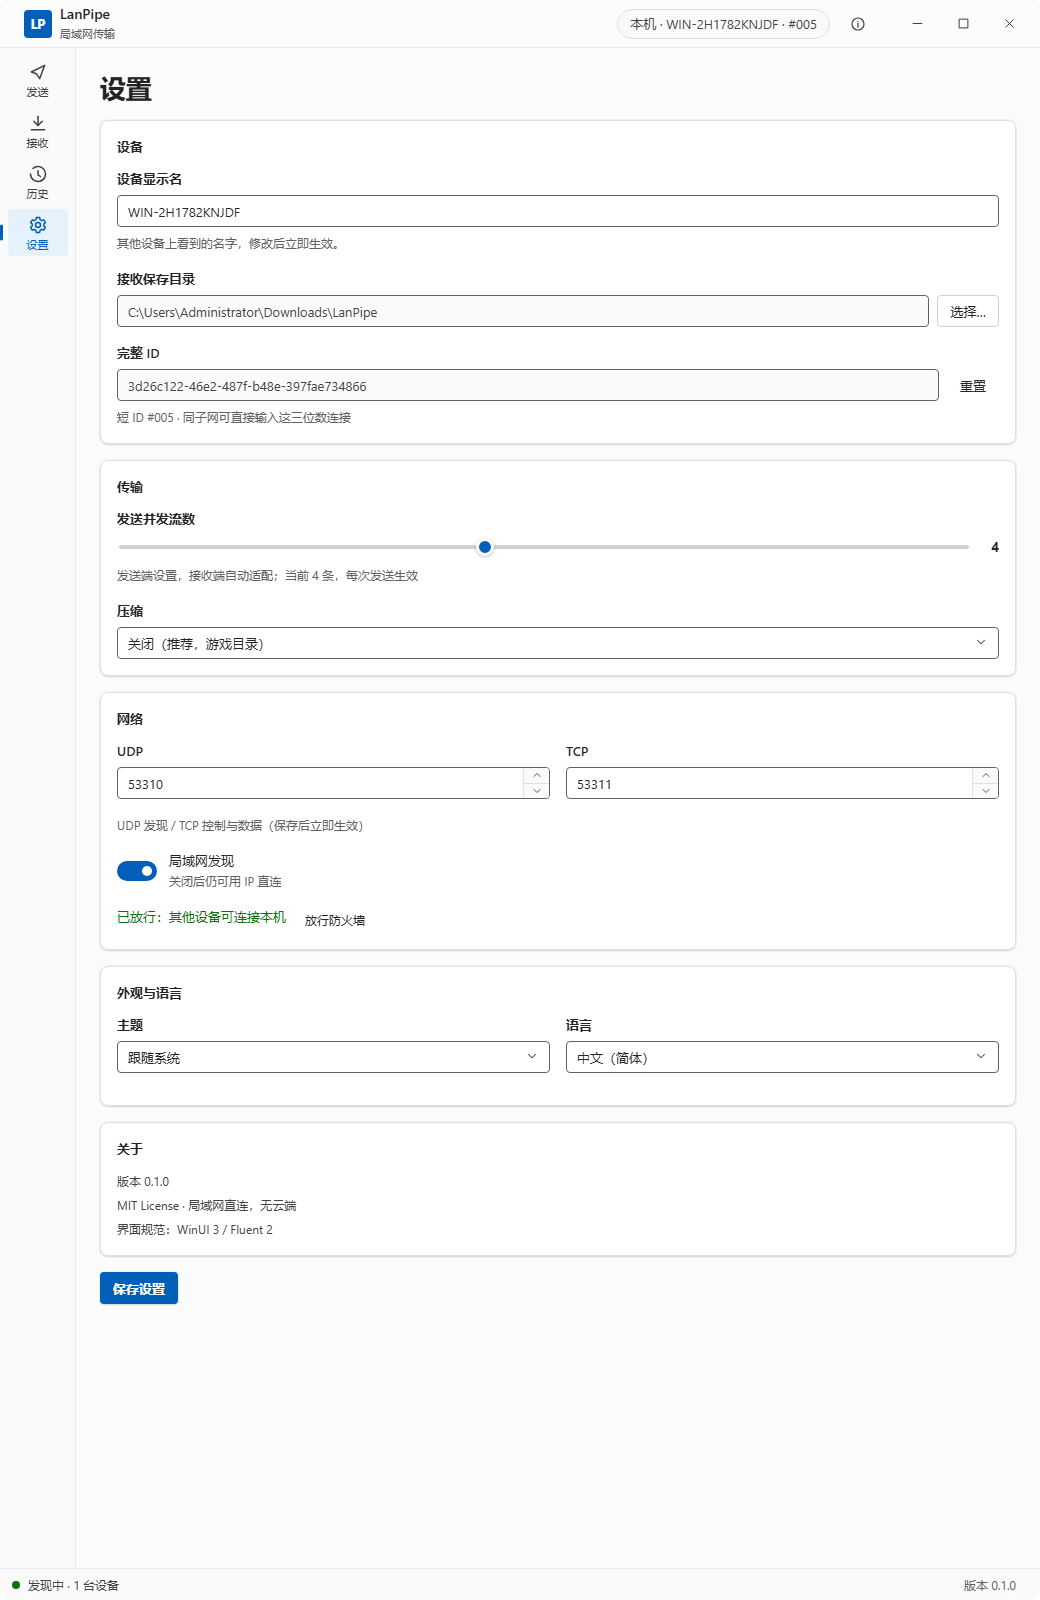 LP
LanPipe
局域网传输
本机 · WIN-2H1782KNJDF · #005
发送
接收
历史
设置
设置
设备
设备显示名
WIN-2H1782KNJDF
其他设备上看到的名字，修改后立即生效。
接收保存目录
C:\Users\Administrator\Downloads\LanPipe
选择...
完整 ID
3d26c122-46e2-487f-b48e-397fae734866
重置
短 ID #005 · 同子网可直接输入这三位数连接
传输
发送并发流数
4
发送端设置，接收端自动适配；当前 4 条，每次发送生效
压缩
关闭（推荐，游戏目录）
网络
UDP
TCP
53310
53311
UDP 发现 / TCP 控制与数据（保存后立即生效）
局域网发现
关闭后仍可用 IP 直连
已放行：其他设备可连接本机
放行防火墙
外观与语言
主题
语言
跟随系统
中文（简体）
关于
版本 0.1.0
MIT License · 局域网直连，无云端
界面规范：WinUI 3 / Fluent 2
保存设置
发现中 · 1 台设备
版本 0.1.0